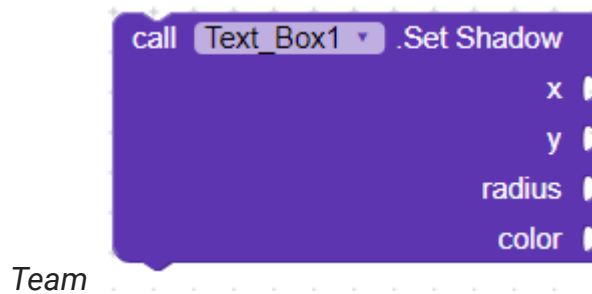 call Text_Box1 .Set Shadow
x
y
radius
color
Team